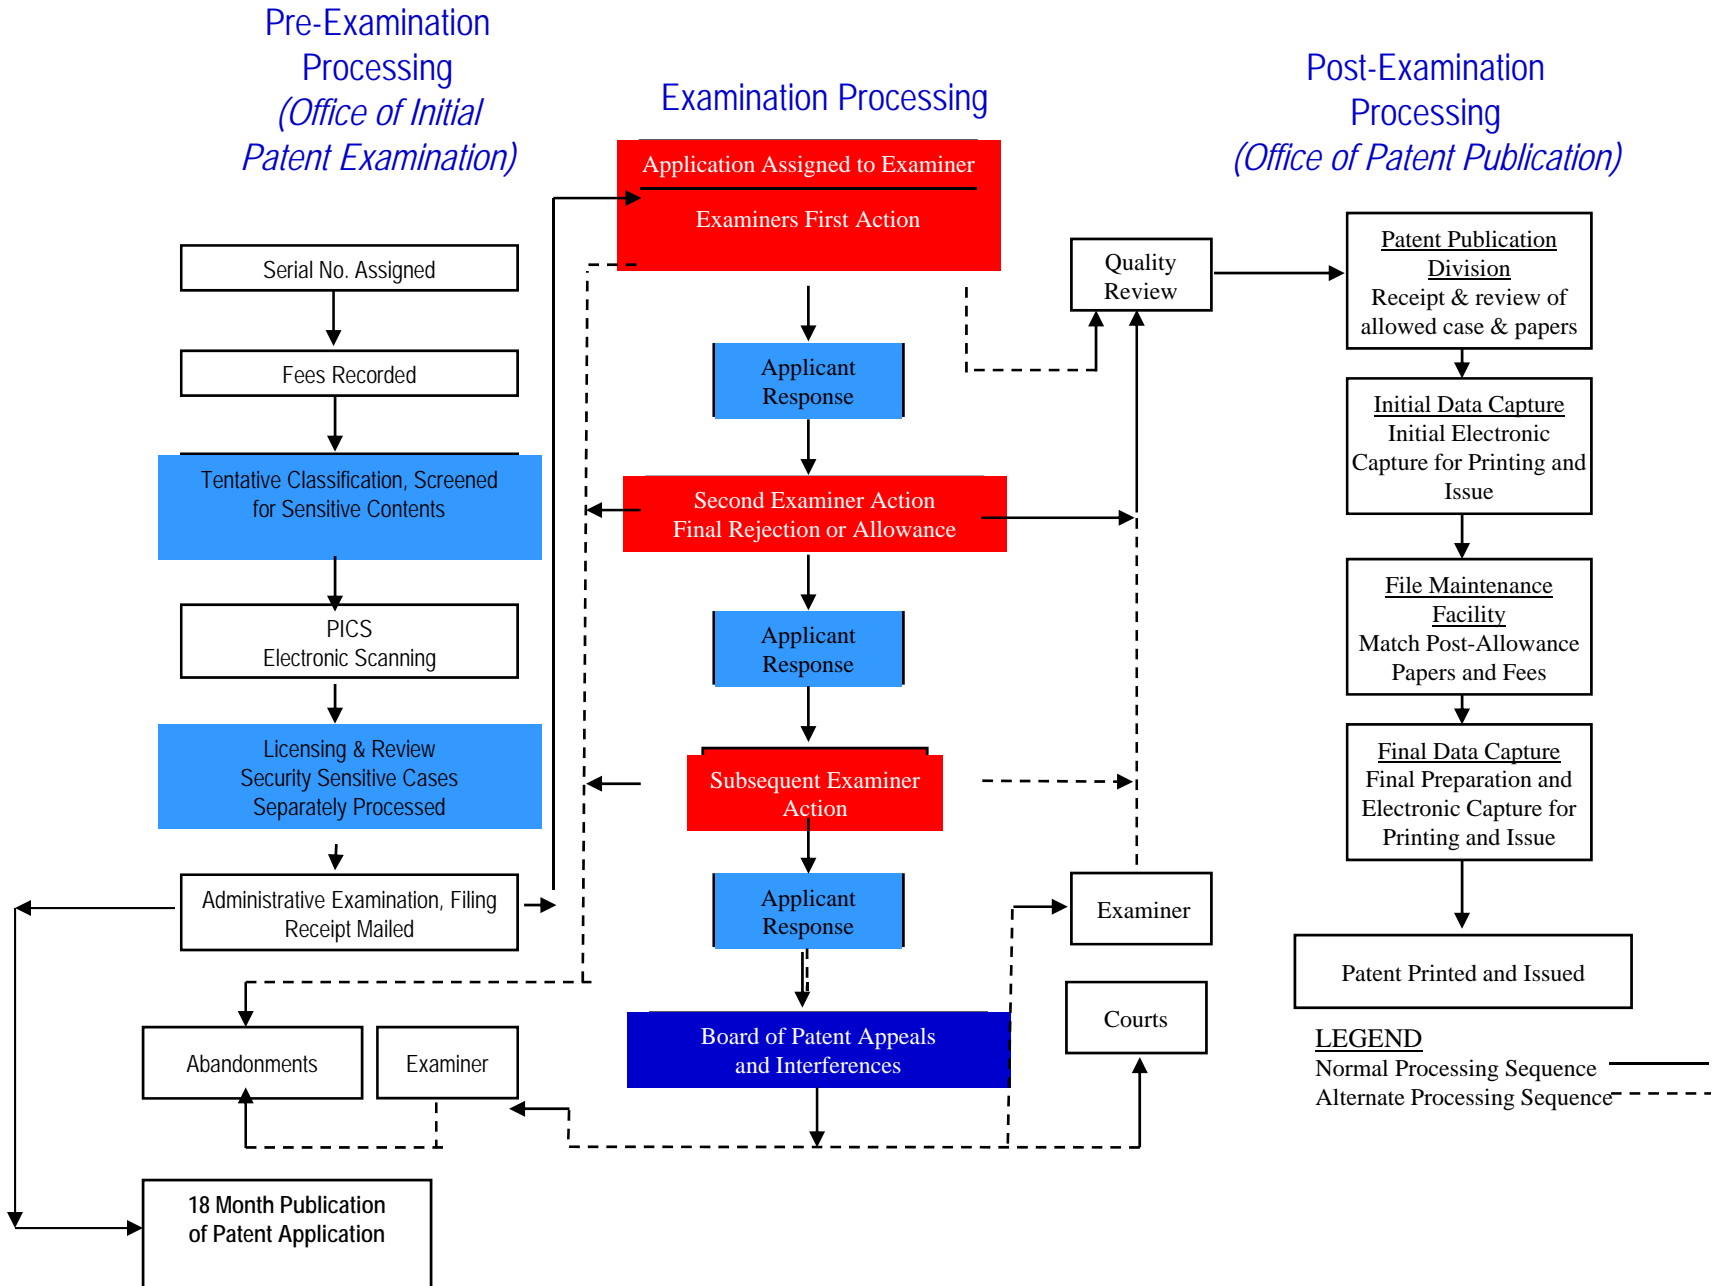 Pre-Examination
Processing
(Office of Initial
Patent Examination)
Serial No. Assigned
Fees Recorded
Tentative Classification, Screened
for Sensitive Contents
PICS
Electronic Scanning
Licensing & Review
Security Sensitive Cases
Separately Processed
Administrative Examination, Filing
Receipt Mailed
Abandonments
Examiner
18 Month Publication
of Patent Application
Examination Processing
Application Assigned to Examiner
Examiners First Action
Applicant
Response
Second Examiner Action
Final Rejection or Allowance
Applicant
Response
Subsequent Examiner
Action
Applicant
Response
Board of Patent Appeals
and Interferences
Quality
Review
Examiner
Courts
Post-Examination
Processing
(Office of Patent Publication)
Patent Publication
Division
Receipt & review of
allowed case & papers
Initial Data Capture
Initial Electronic
Capture for Printing and
Issue
File Maintenance
Facility
Match Post-Allowance
Papers and Fees
Final Data Capture
Final Preparation and
Electronic Capture for
Printing and Issue
Patent Printed and Issued
LEGEND
Normal Processing Sequence
Alternate Processing Sequence